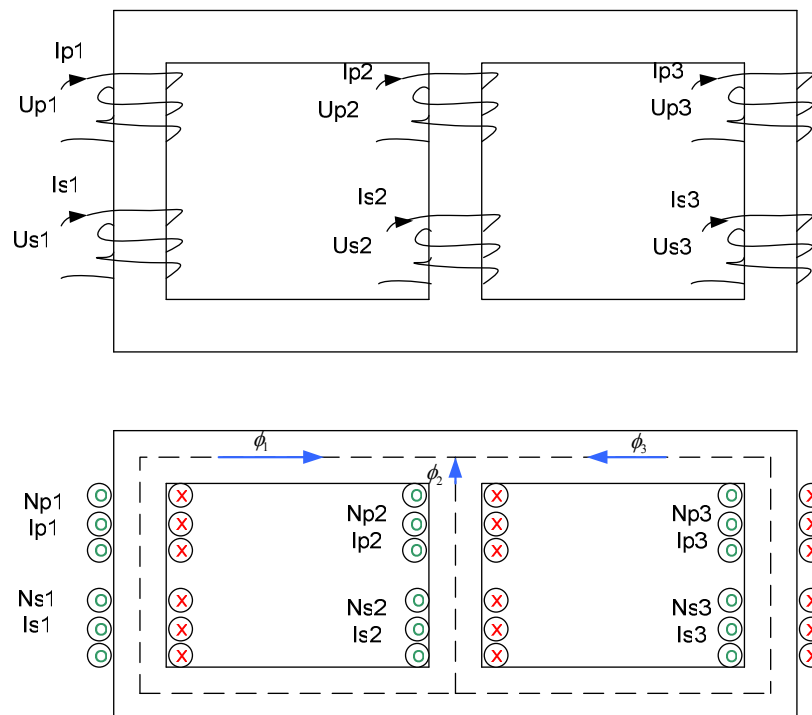 Ip1 Ip2 Ip3
Up1 Up2 Up3
Is1 Is2 Is3
Us1 Us2 Us3
ϕ1 ϕ3
ϕ2
O X O X O X
Np1 Np2 Np3
O X O X O X
Ip1 Ip2 Ip3
O X O X O X
Ns1 Ns2 Ns3
O X O X O X
Is1 Is2 Is3
O X O X O X
O X O X O X